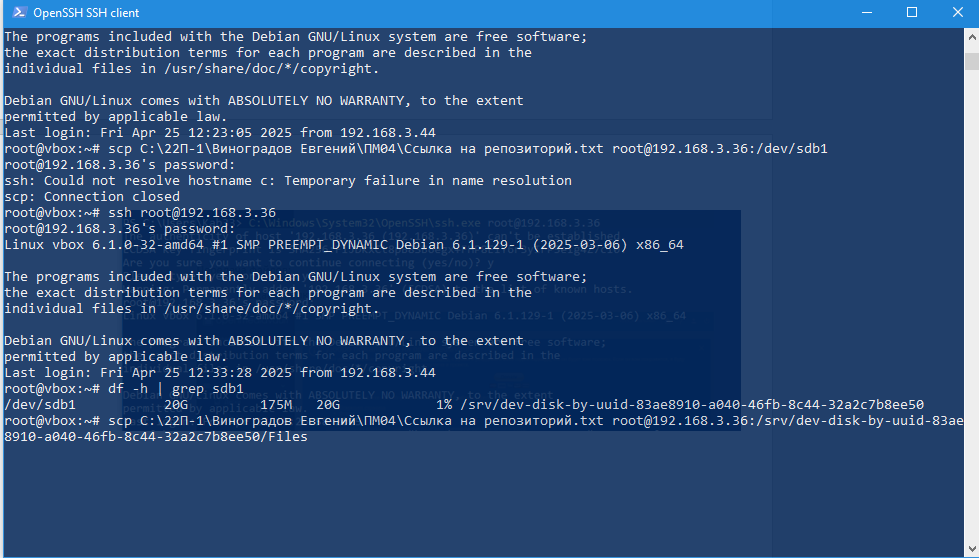 OpenSSH SSH client
The programs included with the Debian GNU/Linux system are free software;
the exact distribution terms for each program are described in the
individual files in /usr/share/doc/*/copyright.
Debian GNU/Linux comes with ABSOLUTELY NO WARRANTY, to the extent
permitted by applicable law.
Last login: Fri Apr 25 12:23:05 2025 from 192.168.3.44
root@vbox:~# scp C:\22П-1\Виноградов Евгений\ПМ04\Ссылка на репозиторий.txt root@192.168.3.36:/dev/sdb1
root@192.168.3.36's password:
ssh: Could not resolve hostname c: Temporary failure in name resolution
scp: Connection closed
root@vbox:~# ssh root@192.168.3.36
root@192.168.3.36's password:
Linux vbox 6.1.0-32-amd64 #1 SMP PREEMPT_DYNAMIC Debian 6.1.129-1 (2025-03-06) x86_64
The programs included with the Debian GNU/Linux system are free software;
the exact distribution terms for each program are described in the
individual files in /usr/share/doc/*/copyright.
Debian GNU/Linux comes with ABSOLUTELY NO WARRANTY, to the extent
permitted by applicable law.
Last login: Fri Apr 25 12:33:28 2025 from 192.168.3.44
root@vbox:~# df -h | grep sdb1
/dev/sdb1 20G 175M 20G 1% /srv/dev-disk-by-uuid-83ae8910-a040-46fb-8c44-32a2c7b8ee50
root@vbox:~# scp C:\22П-1\Виноградов Евгений\ПМ04\Ссылка на репозиторий.txt root@192.168.3.36:/srv/dev-disk-by-uuid-83ae
8910-a040-46fb-8c44-32a2c7b8ee50/Files